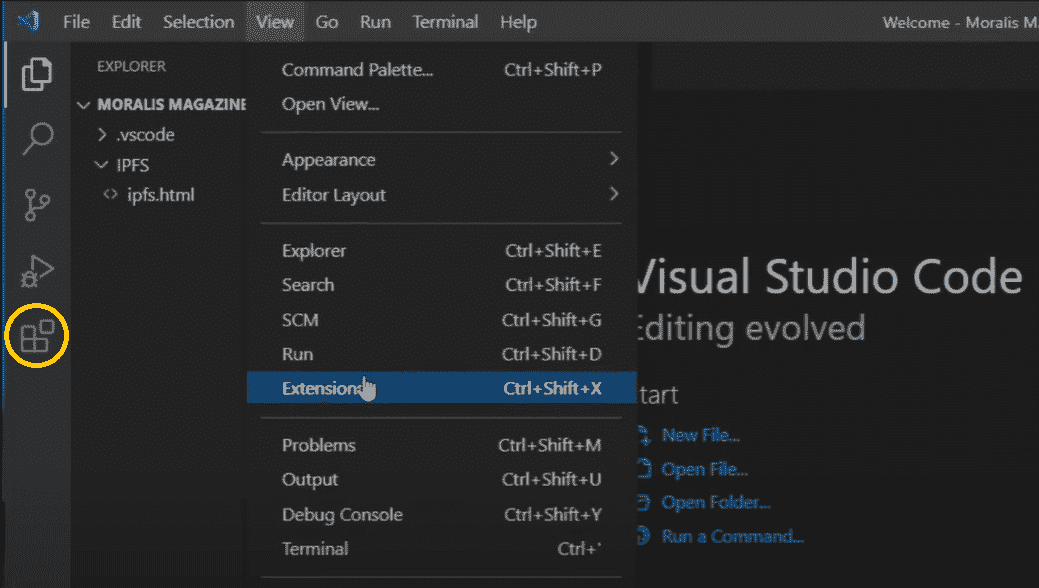 File Edit Selection View Go Run Terminal Help Welcome - Moralis M
EXPLORER
MORALIS MAGAZINE
.vscode
IPFS
<> ipfs.html
Command Palette... Ctrl+Shift+P
Open View...
Appearance
Editor Layout
Explorer Ctrl+Shift+E
Search Ctrl+Shift+F
SCM Ctrl+Shift+G
Run Ctrl+Shift+D
Extension Ctrl+Shift+X
Problems Ctrl+Shift+M
Output Ctrl+Shift+U
Debug Console Ctrl+Shift+Y
Terminal Ctrl+`
Visual Studio Code
Editing evolved
tart
New File...
Open File...
Open Folder...
Run a Command...